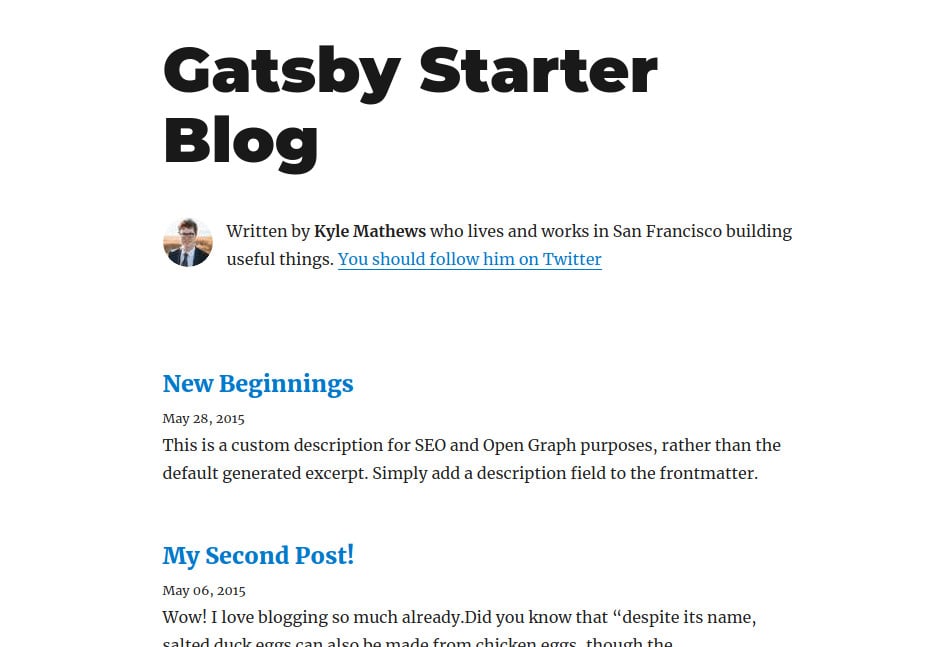 Gatsby Starter
Blog
Written by Kyle Mathews who lives and works in San Francisco building
useful things. You should follow him on Twitter
New Beginnings
May 28, 2015
This is a custom description for SEO and Open Graph purposes, rather than the
default generated excerpt. Simply add a description field to the frontmatter.
My Second Post!
May 06, 2015
Wow! I love blogging so much already.Did you know that “despite its name,
salted duck eggs can also be made from chicken eggs, though the